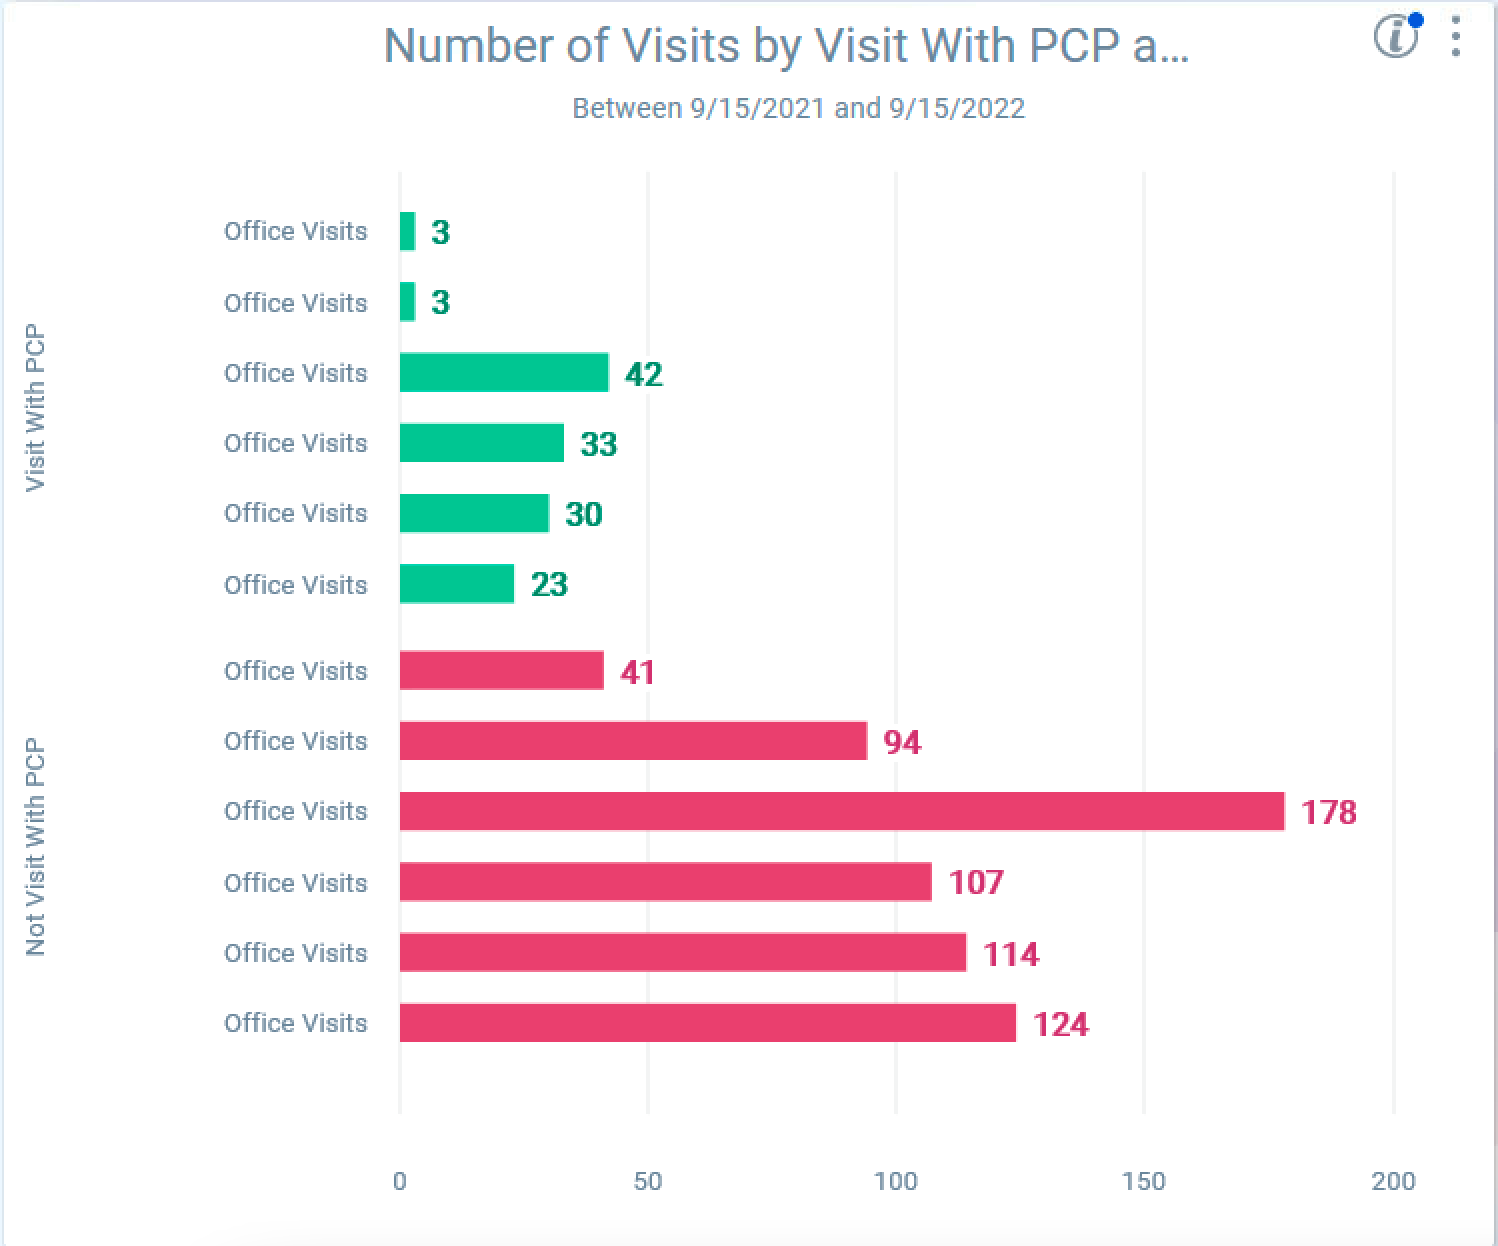 Number of Visits by Visit With PCP a...
Between 9/15/2021 and 9/15/2022
Visit With PCP
Office Visits 3
Office Visits 3
Office Visits 42
Office Visits 33
Office Visits 30
Office Visits 23
Not Visit With PCP
Office Visits 41
Office Visits 94
Office Visits 178
Office Visits 107
Office Visits 114
Office Visits 124
0 50 100 150 200